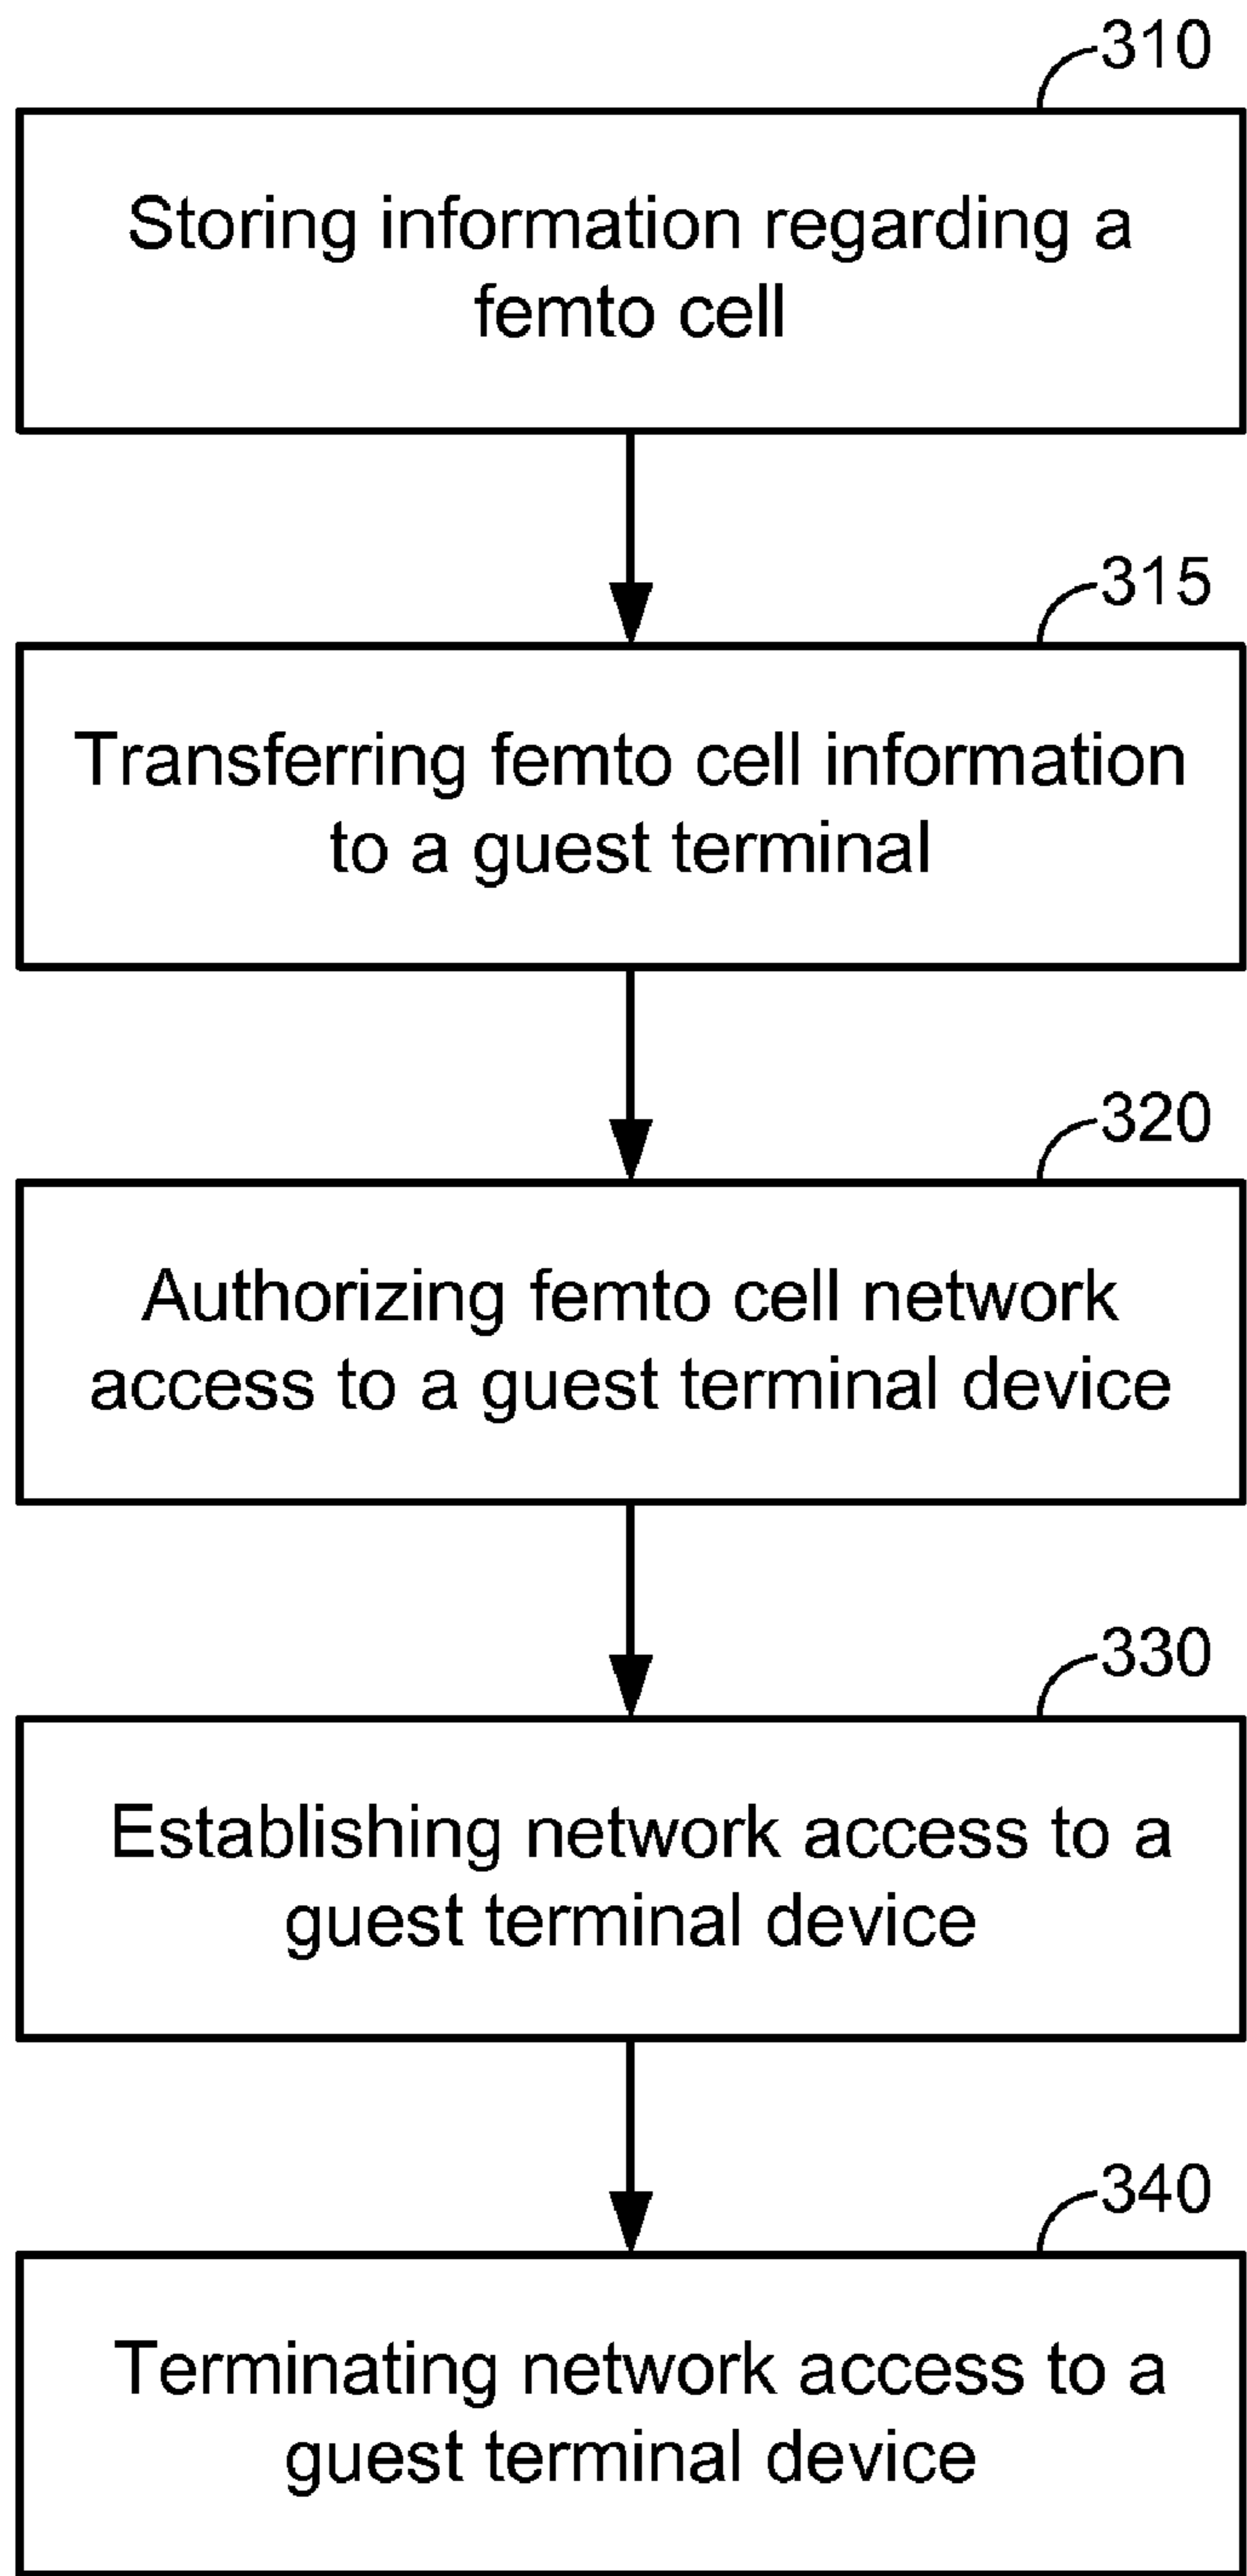 310
Storing information regarding a
femto cell
315
Transferring femto cell information
to a guest terminal
320
Authorizing femto cell network
access to a guest terminal device
330
Establishing network access to a
guest terminal device
340
Terminating network access to a
guest terminal device